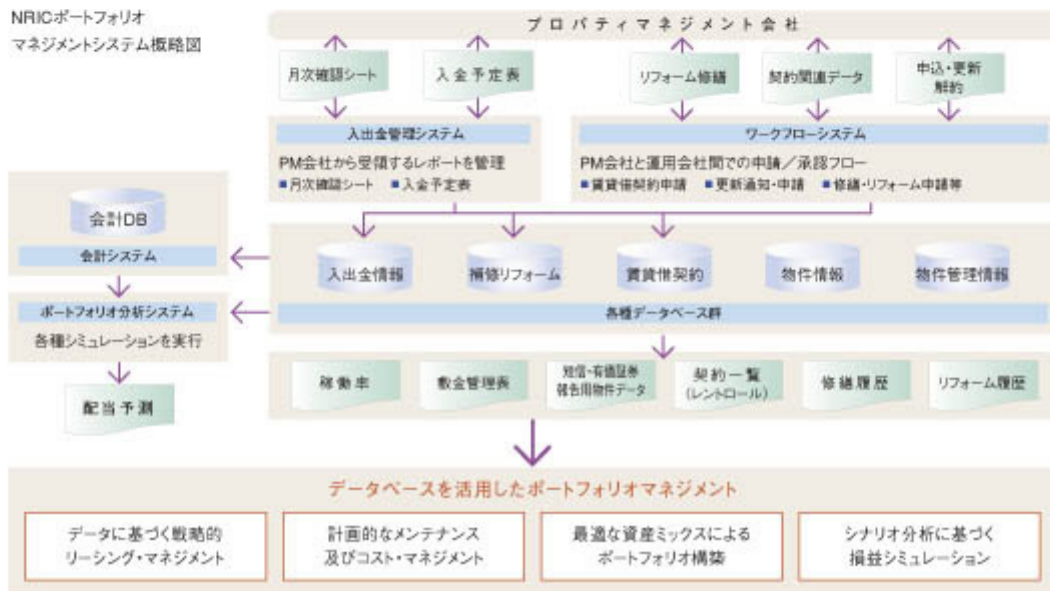 NRICポートフォリオ
マネジメントシステム概略図
プロパティマネジメント会社
月次確認シート
入金予定表
リフォーム修繕
契約関連データ
申込・更新
解約
入出金管理システム
PM会社から受領するレポートを管理
■月次確認シート ■入金予定表
ワークフローシステム
PM会社と運用会社間での申請／承認フロー
■賃貸借契約申請 ■更新通知・申請 ■修繕・リフォーム申請等
会計DB
会計システム
ポートフォリオ分析システム
各種シミュレーションを実行
配当予測
入出金情報
補修リフォーム
賃貸借契約
物件情報
物件管理情報
各種データベース群
稼働率
敷金管理表
短信・有価証券
報告用物件データ
契約一覧
(レントロール)
修繕履歴
リフォーム履歴
データベースを活用したポートフォリオマネジメント
データに基づく戦略的
リーシング・マネジメント
計画的なメンテナンス
及びコスト・マネジメント
最適な資産ミックスによる
ポートフォリオ構築
シナリオ分析に基づく
損益シミュレーション